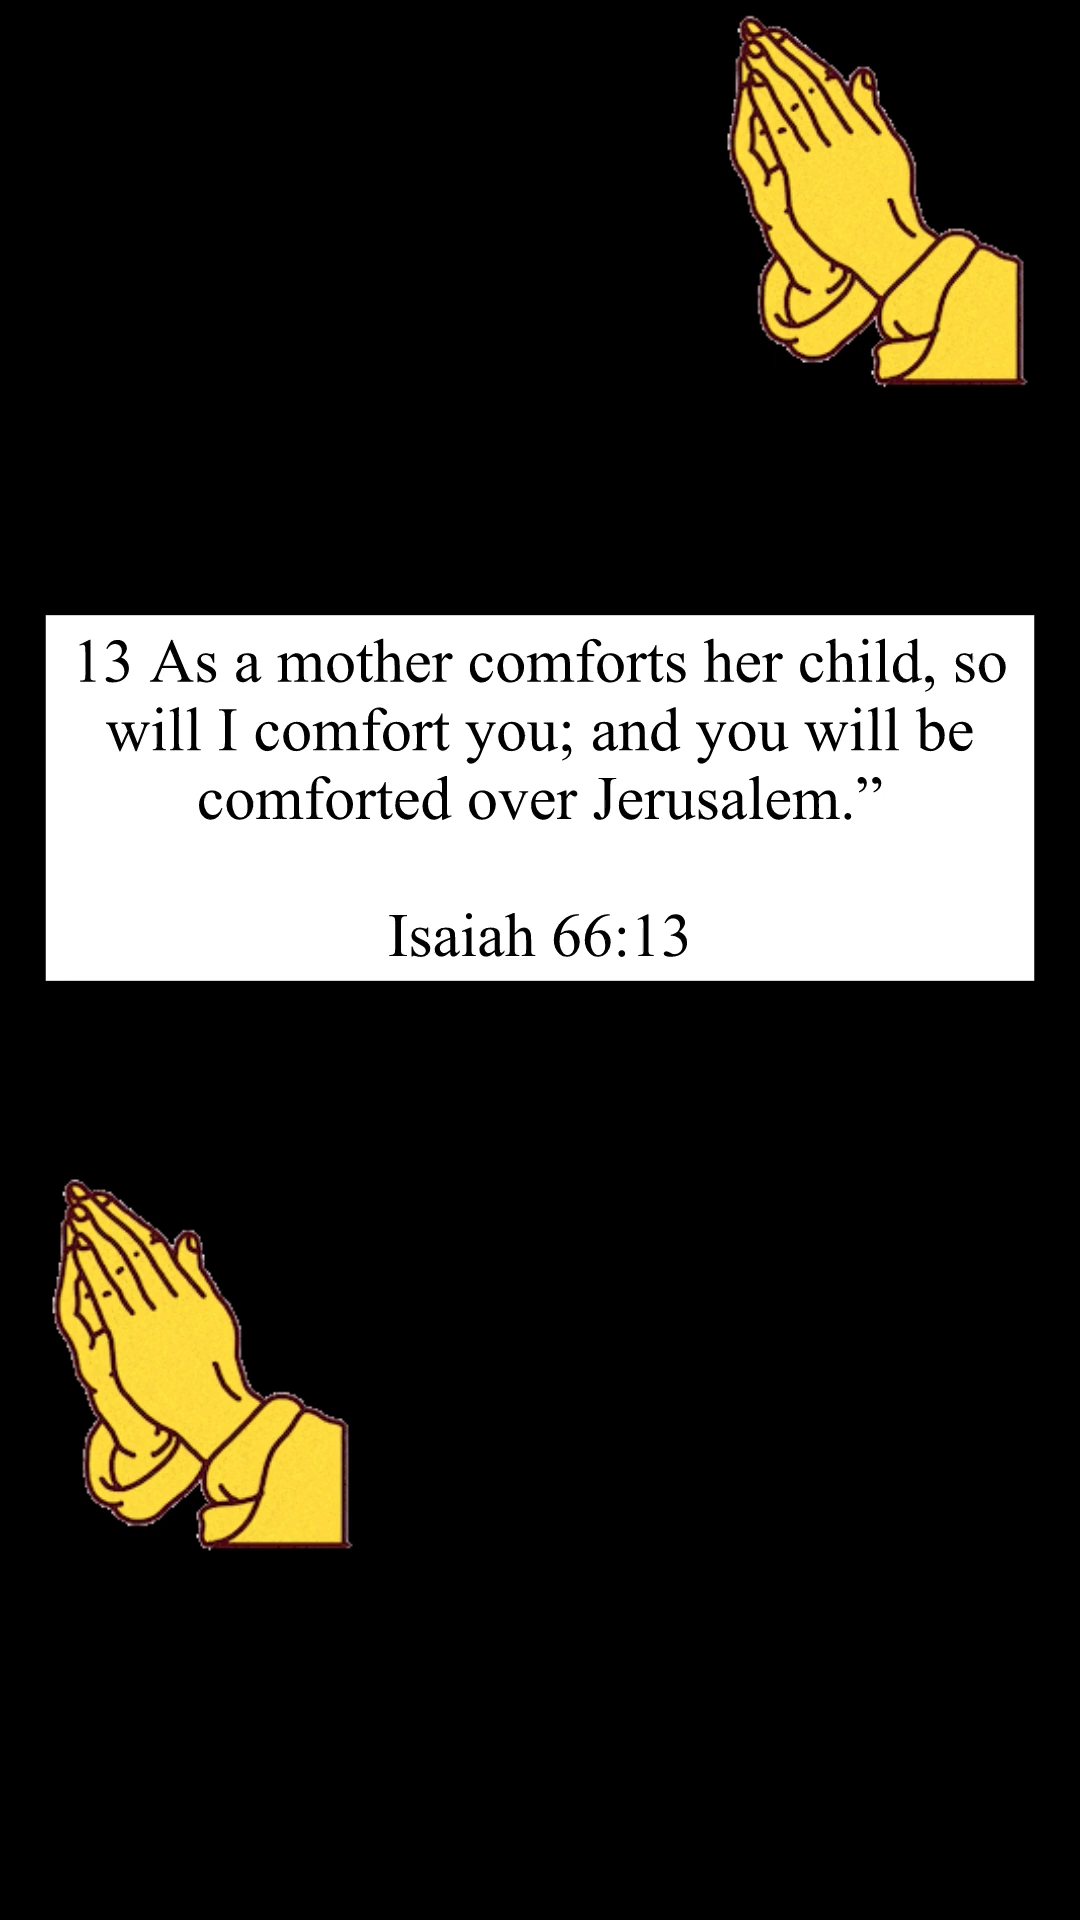 13 As a mother comforts her child, so
will I comfort you; and you will be
comforted over Jerusalem.”
Isaiah 66:13